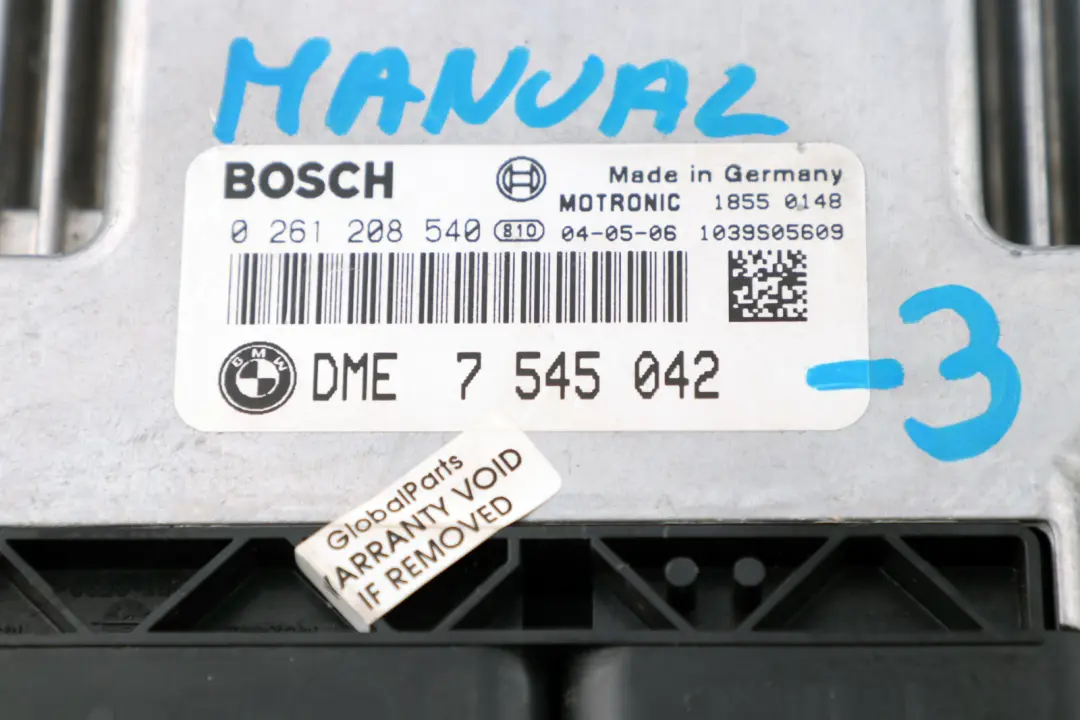 MANUAL
BOSCH
Made in Germany
MOTRONIC 1855 0148
0 261 208 540 810 04-05-06 1039S05609
BMW DME 7 545 042
-3
GlobalParts
ARRANTY VOID
IF REMOVED